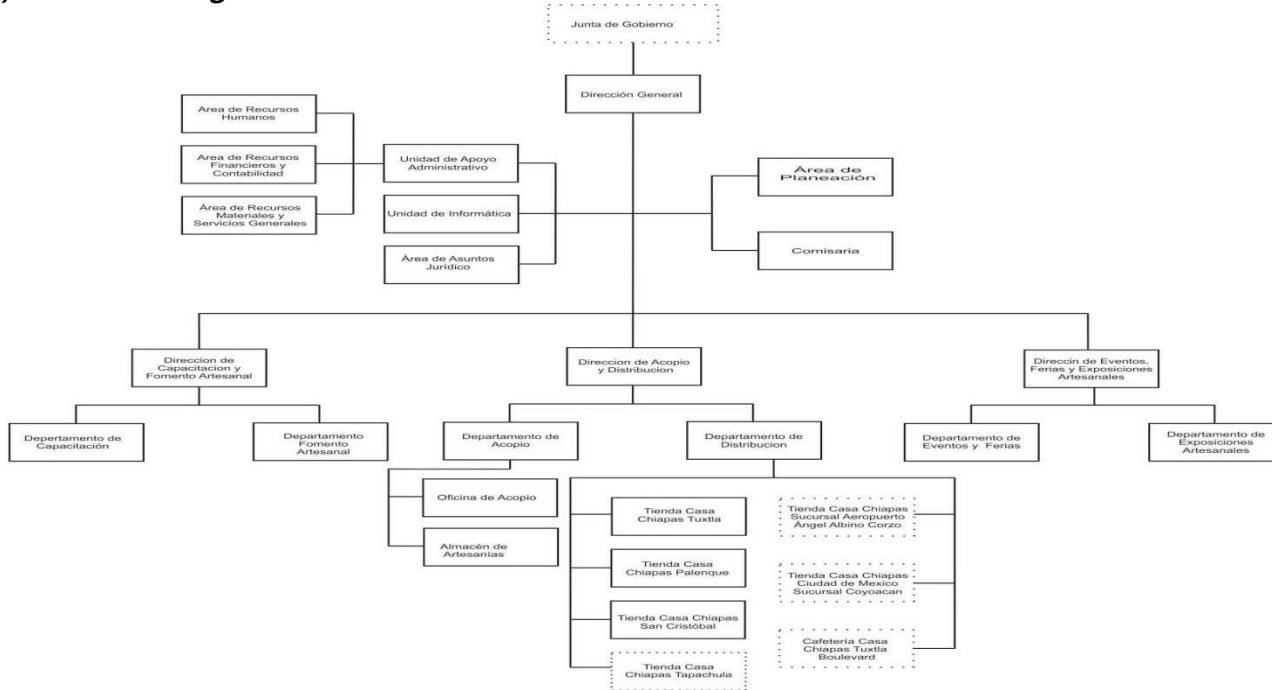 Junta de Gobierno
Dirección General
Area de Recursos
Humanos
Area de Recursos
Financieros y
Contabilidad
Área de Recursos
Materiales y
Servicios Generales
Unidad de Apoyo
Administrativo
Unidad de Informática
Área de Asuntos
Jurídico
Área de
Planeación
Comisaria
Direccion de
Capacitacion y
Fomento Artesanal
Direccion de Acopio
y Distribucion
Direccin de Eventos,
Ferias y Exposiciones
Artesanales
Depertamento de
Capacitación
Departamento
Fomento
Artesanal
Departamento de
Acopio
Departamento de
Distribucion
Departamento de
Eventos y Ferias
Departamento de
Exposiciones
Artesanales
Oficina de Acopio
Almacén de
Artesanías
Tienda Casa
Chiapas Tuxtla
Tienda Casa
Chiapas Palenque
Tienda Casa Chiapas
San Cristóbal
Tienda Casa
Chiapas Tapachula
Tienda Casa Chiapas
Sucursal Aeropuerto
Ángel Albino Corzo
Tienda Casa Chiapas
Ciudad de Mexico
Sucursal Coyoacan
Cafetería Casa
Chiapas Tuxtla
Boulevard